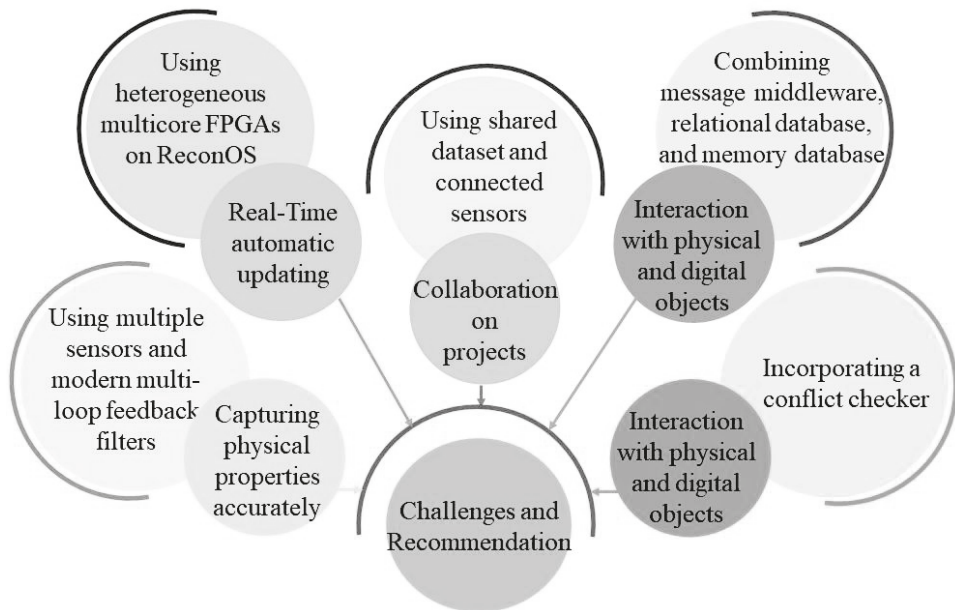 Using
heterogeneous
multicore FPGAs
on ReconOS
Real-Time
automatic
updating
Using shared
dataset and
connected
sensors
Collaboration
on
projects
Combining
message middleware,
relational database,
and memory database
Interaction
with physical
and digital
objects
Using multiple
sensors and
modern multi-
loop feedback
filters
Capturing
physical
properties
accurately
Incorporating a
conflict checker
Interaction
with physical
and digital
objects
Challenges and
Recommendation